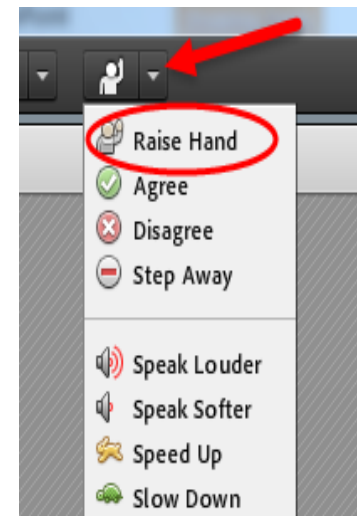 Raise Hand
Agree
Disagree
Step Away
Speak Louder
Speak Softer
Speed Up
Slow Down